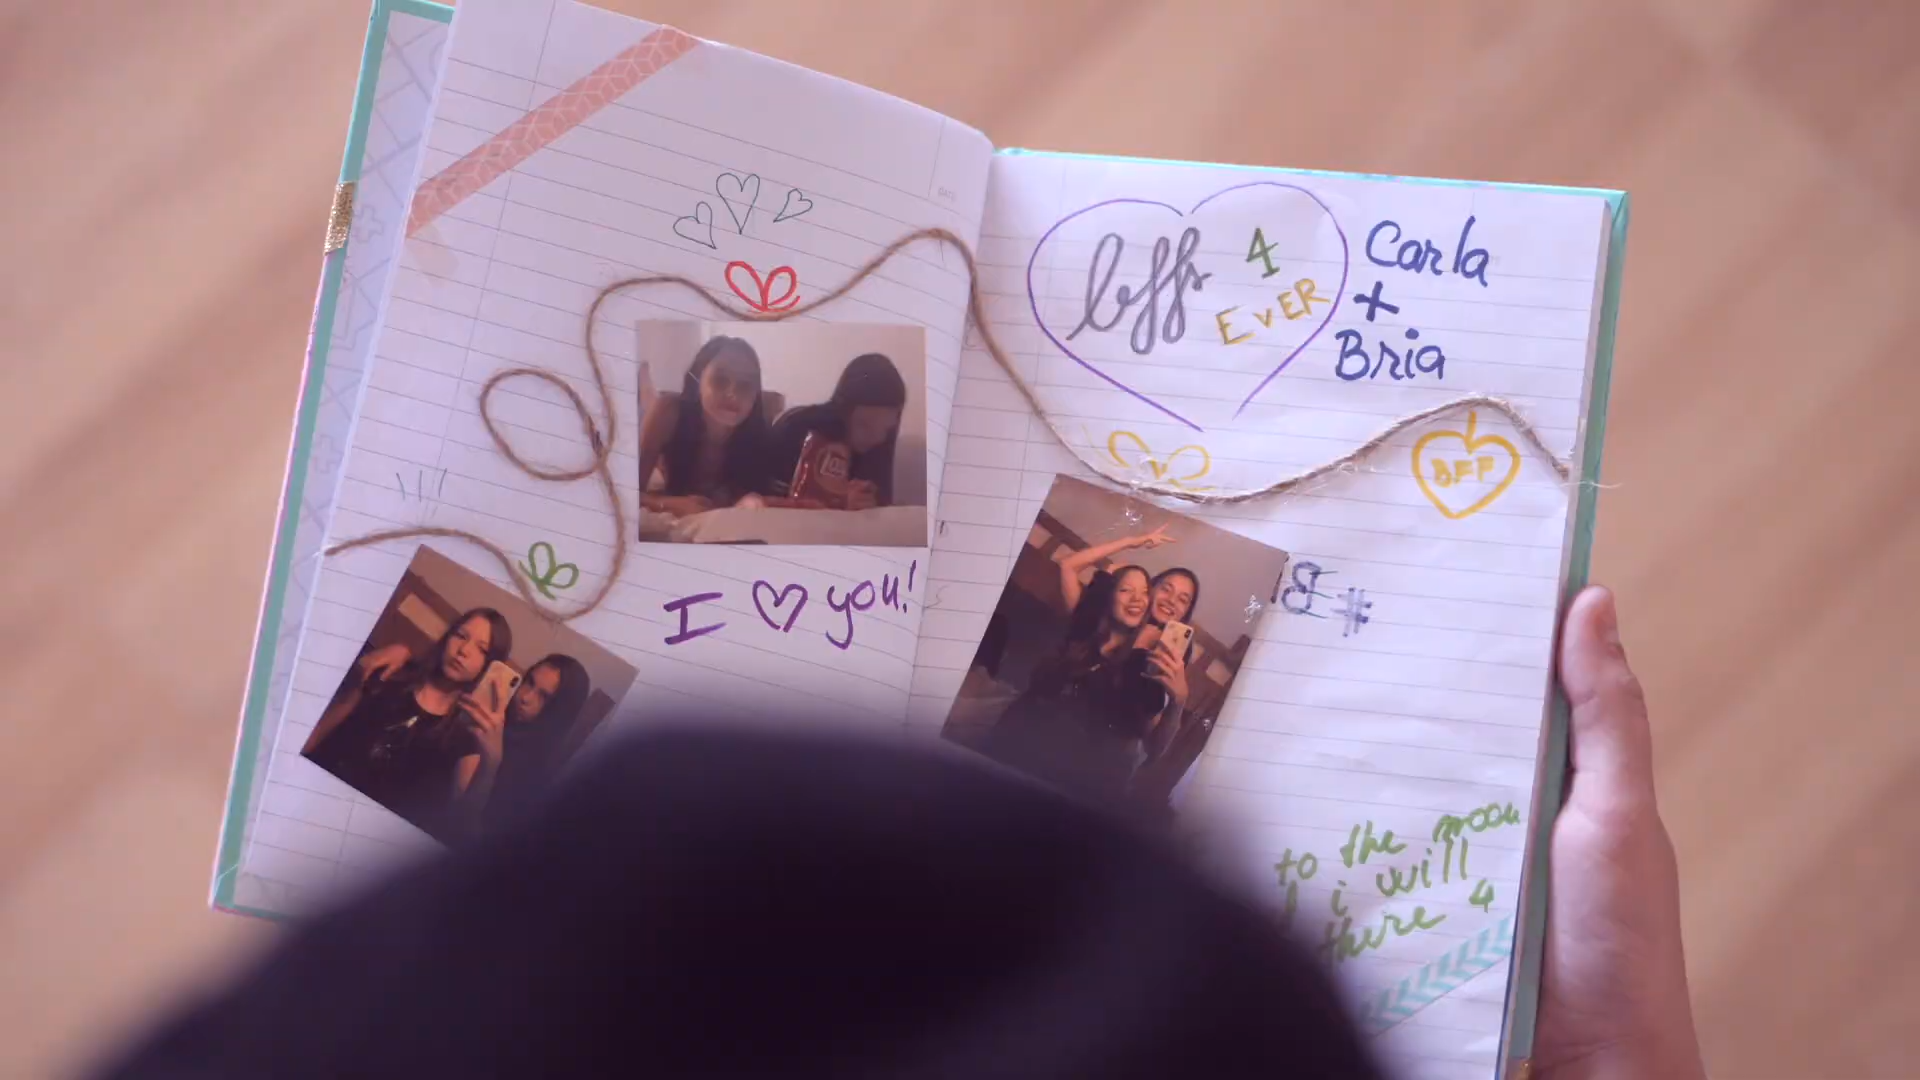 I you!
bffs 4
EVER
Carla
+
Bria
BFF
to the moon
i will
there 4